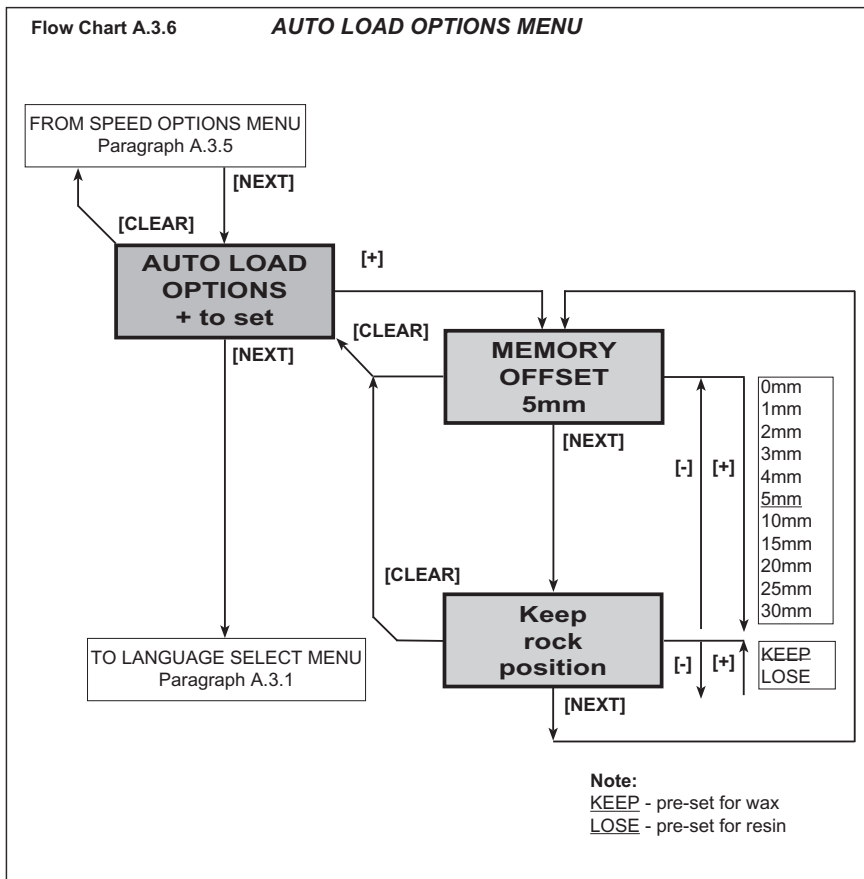 Flow Chart A.3.6
AUTO LOAD OPTIONS MENU
FROM SPEED OPTIONS MENU
Paragraph A.3.5
[NEXT]
[CLEAR]
AUTO LOAD
OPTIONS
+ to set
[+]
[NEXT]
[CLEAR]
MEMORY
OFFSET
5mm
[NEXT]
[-]
[+]
0mm
1mm
2mm
3mm
4mm
5mm
10mm
15mm
20mm
25mm
30mm
[CLEAR]
Keep
rock
position
[NEXT]
[-]
[+]
KEEP
LOSE
TO LANGUAGE SELECT MENU
Paragraph A.3.1
Note:
KEEP - pre-set for wax
LOSE - pre-set for resin